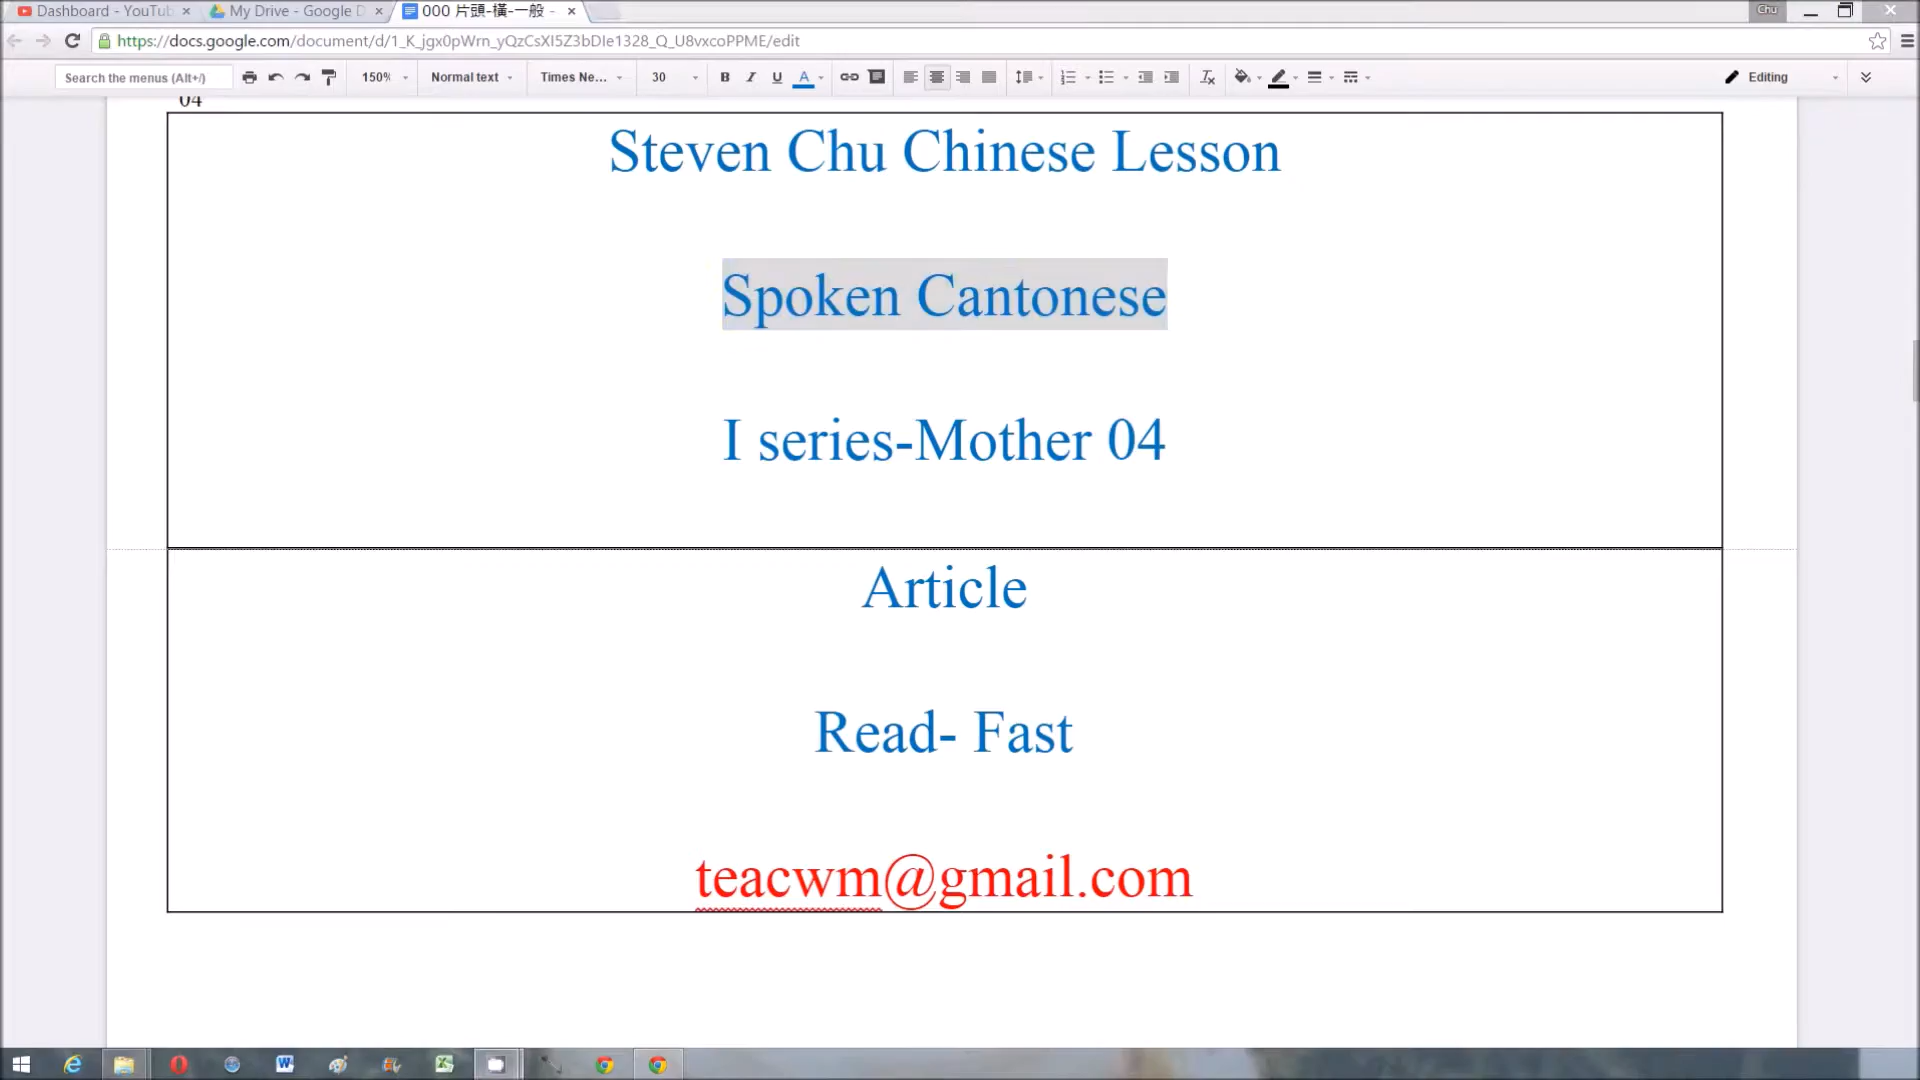 Dashboard - YouTub
My Drive - Google D
000 片頭-橫-一般 -
Chu
https://docs.google.com/document/d/1_K_jgx0pWrn_yQzCsXI5Z3bDIe1328_Q_U8vxcoPPME/edit
Search the menus (Alt+/) 150% Normal text Times Ne... 30 B I U A Editing
04
Steven Chu Chinese Lesson
Spoken Cantonese
I series-Mother 04
Article
Read- Fast
teacwm@gmail.com